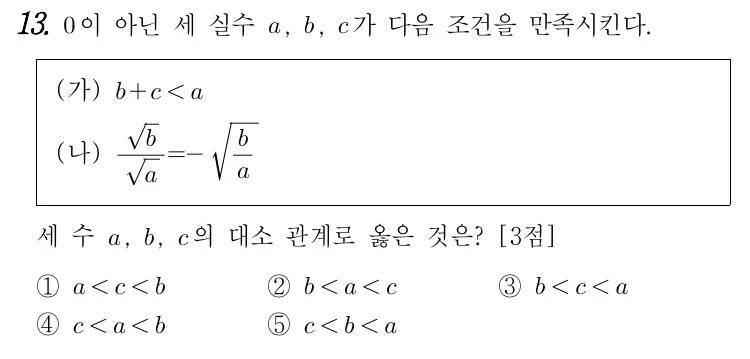 13. 0이 아닌 세 실수 a, b, c가 다음 조건을 만족시킨다.
(가) b+c<a
(나) √b/√a=-√(b/a)
세 수 a, b, c의 대소 관계로 옳은 것은? [3점]
① a<c<b ② b<a<c ③ b<c<a
④ c<a<b ⑤ c<b<a